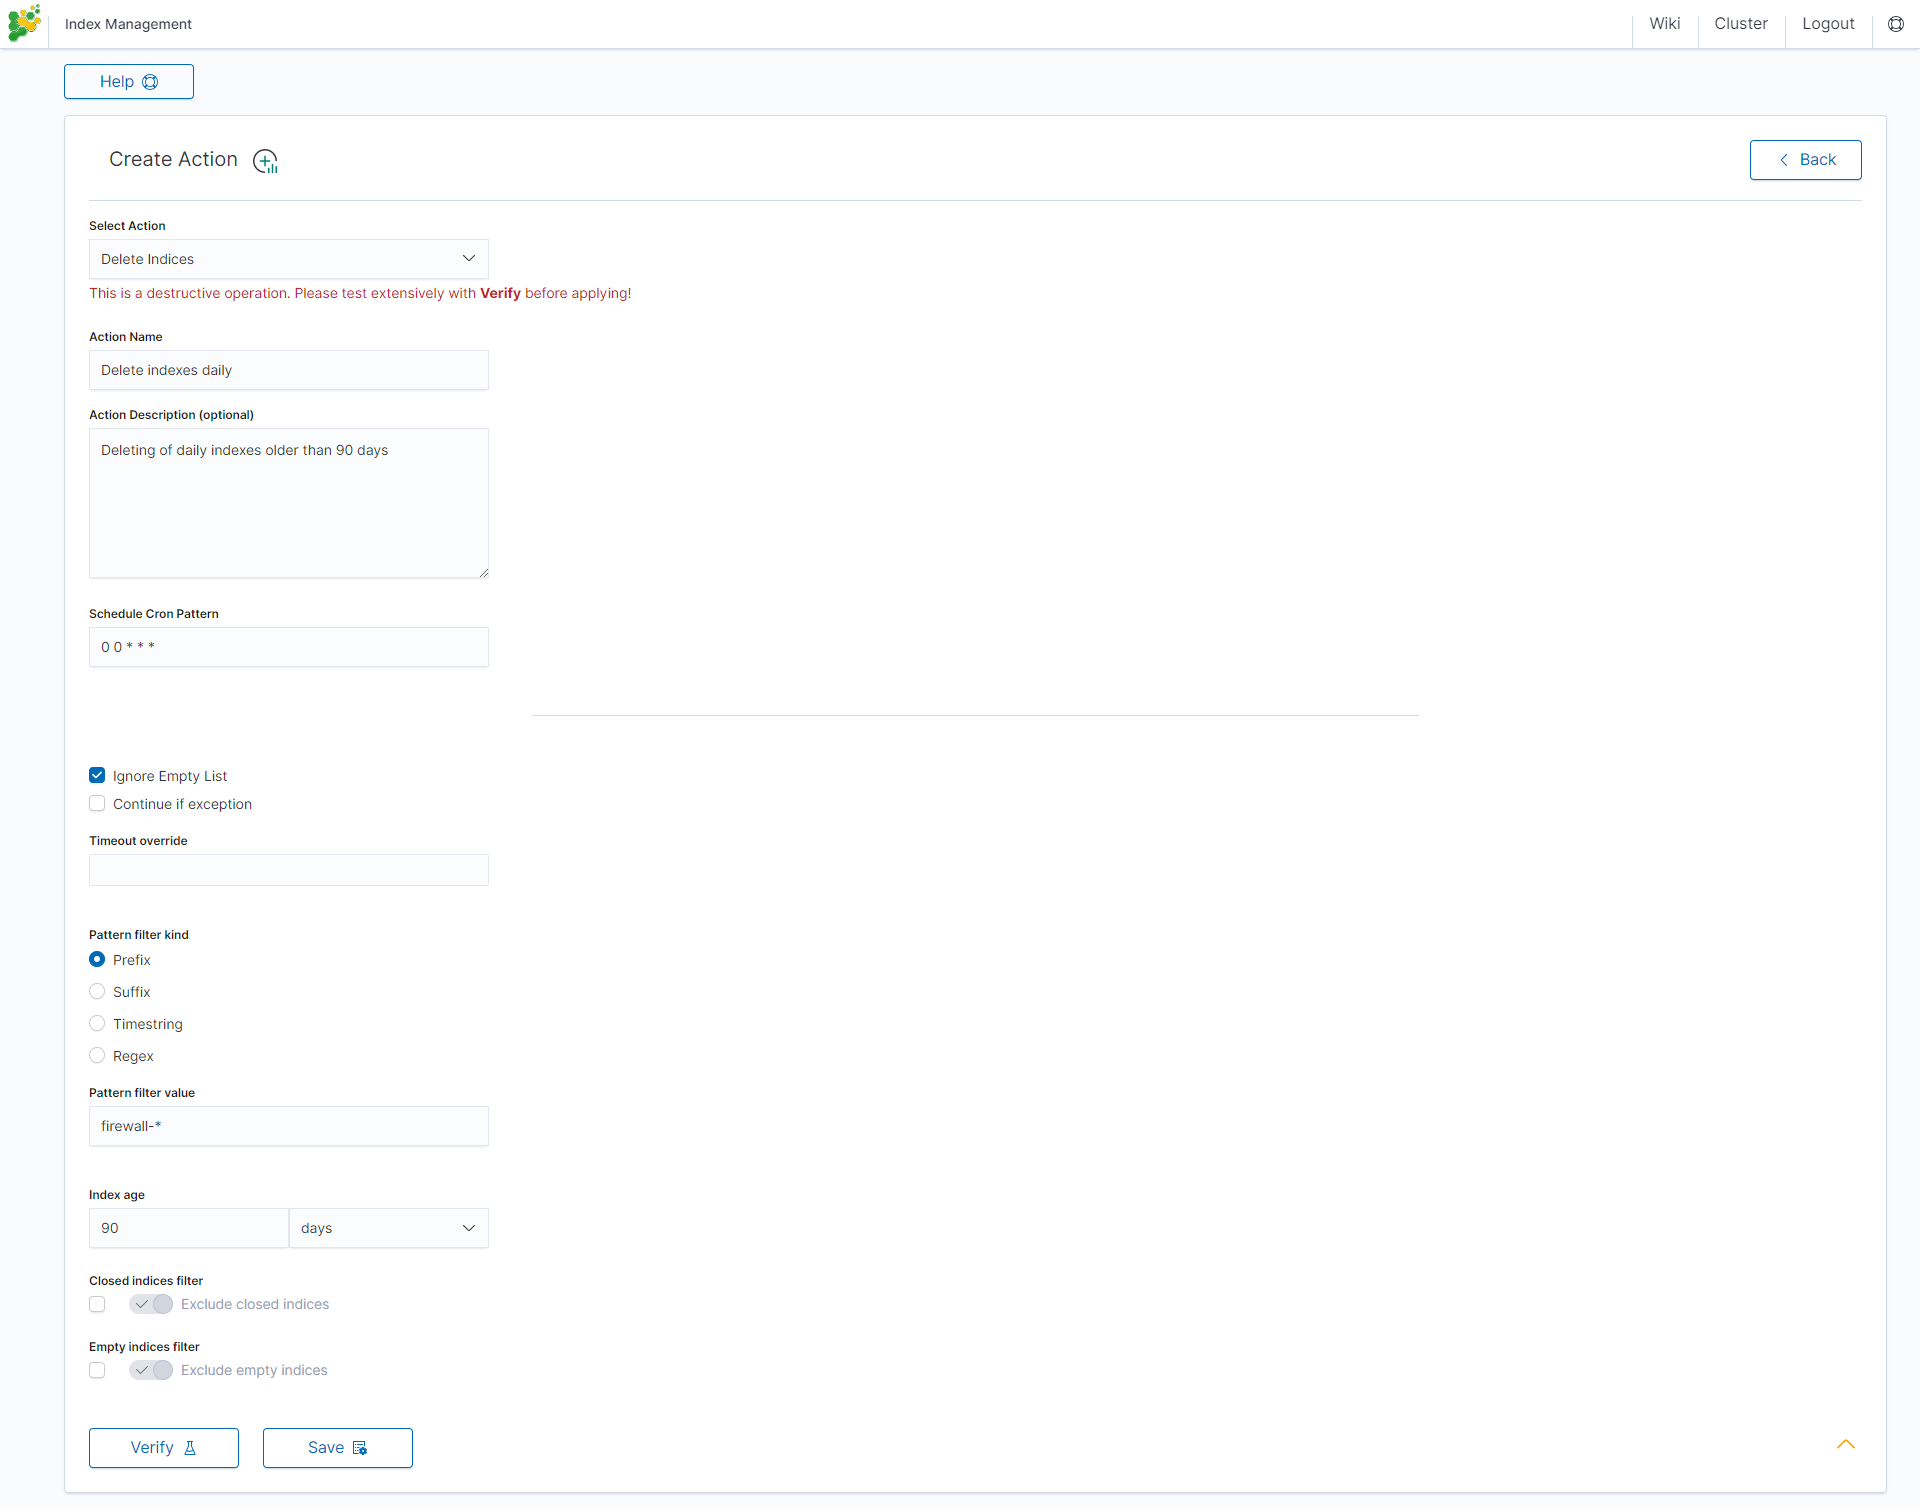 Index Management
Wiki
Cluster
Logout
Help
Create Action
Back
Select Action
Delete Indices
This is a destructive operation. Please test extensively with Verify before applying!
Action Name
Delete indexes daily
Action Description (optional)
Deleting of daily indexes older than 90 days
Schedule Cron Pattern
0 0 * * *
Ignore Empty List
Continue if exception
Timeout override
Pattern filter kind
Prefix
Suffix
Timestring
Regex
Pattern filter value
firewall-*
Index age
90
days
Closed indices filter
Exclude closed indices
Empty indices filter
Exclude empty indices
Verify
Save